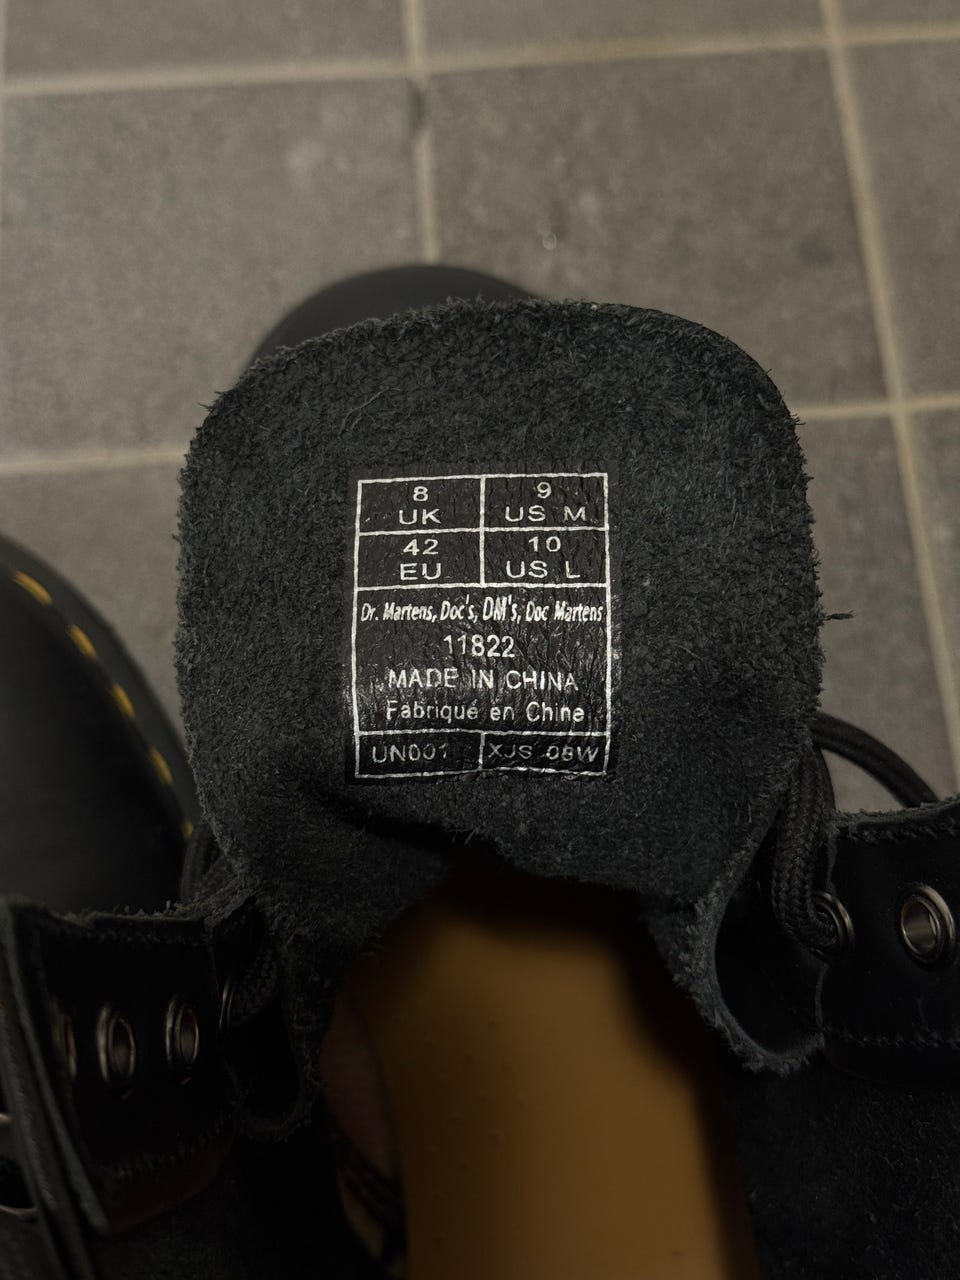 8 9
UK US M
42 10
EU US L
Dr. Martens, Doc's, DM's, Doc Martens
11822
MADE IN CHINA
Fabriqué en Chine
UN001 XJS 08W